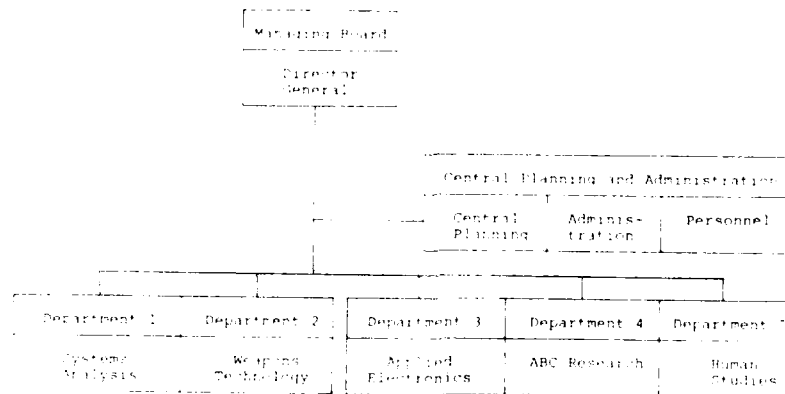 Managing Board
Director
General
Central Planning and Administration
Central
Planning
Adminis-
tration
Personnel
Department 1
Department 2
Department 3
Department 4
Department
Systems
Analysis
Weapons
Technology
Applied
Electronics
ABC Research
Human
Studies